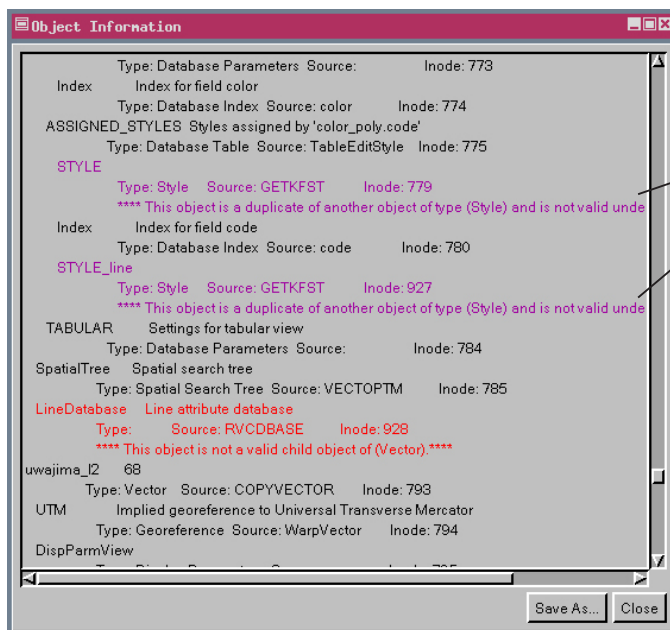 Object Information
Type: Database Parameters Source: Inode: 773
Index Index for field color
Type: Database Index Source: color Inode: 774
ASSIGNED_STYLES Styles assigned by 'color_poly.code'
Type: Database Table Source: TableEditStyle Inode: 775
STYLE
Type: Style Source: GETKFST Inode: 779
**** This object is a duplicate of another object of type (Style) and is not valid unde
Index Index for field code
Type: Database Index Source: code Inode: 780
STYLE_line
Type: Style Source: GETKFST Inode: 927
**** This object is a duplicate of another object of type (Style) and is not valid unde
TABULAR Settings for tabular view
Type: Database Parameters Source: Inode: 784
SpatialTree Spatial search tree
Type: Spatial Search Tree Source: VECTOPTM Inode: 785
LineDatabase Line attribute database
Type: Source: RVCDBASE Inode: 928
**** This object is not a valid child object of (Vector).****
uwajima_l2 68
Type: Vector Source: COPYVECTOR Inode: 793
UTM Implied georeference to Universal Transverse Mercator
Type: Georeference Source: WarpVector Inode: 794
DispParmView
Save As... Close